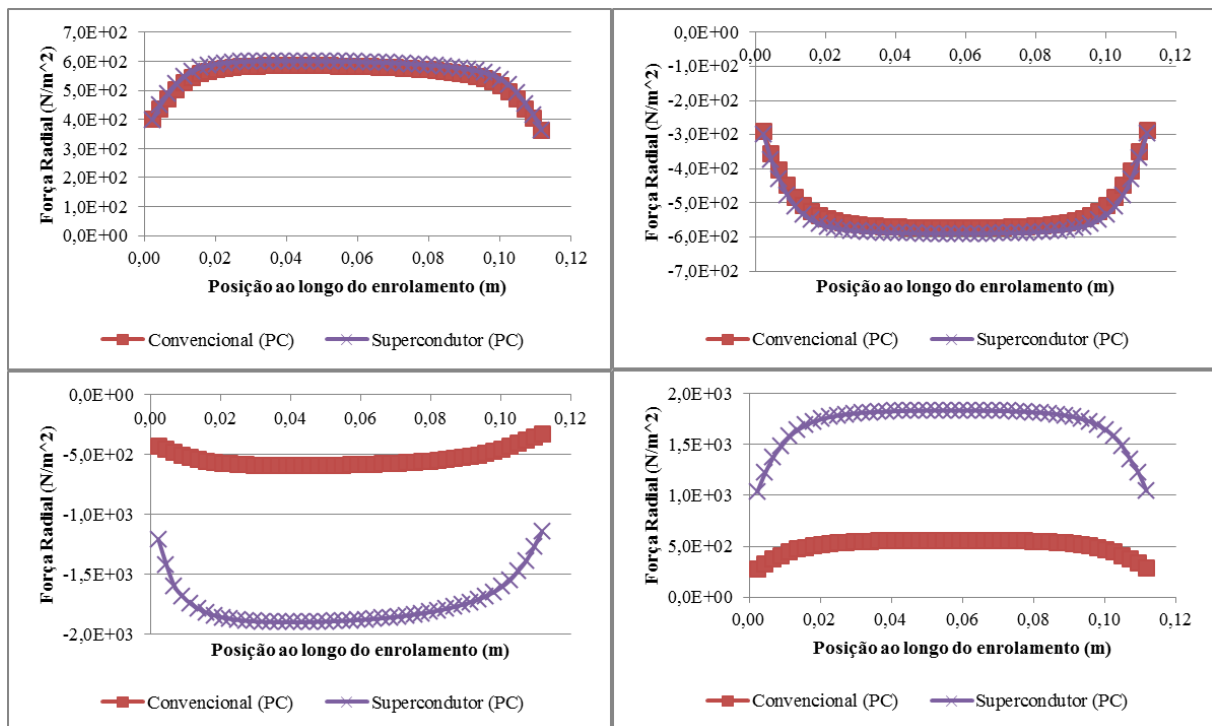 Força Radial (N/m^2)
7,0E+02
6,0E+02
5,0E+02
4,0E+02
3,0E+02
2,0E+02
1,0E+02
0,0E+00
0,00 0,02 0,04 0,06 0,08 0,10 0,12
Posição ao longo do enrolamento (m)
Convencional (PC) Supercondutor (PC)
Força Radial (N/m^2)
0,0E+00
0,00 0,02 0,04 0,06 0,08 0,10 0,12
-1,0E+02
-2,0E+02
-3,0E+02
-4,0E+02
-5,0E+02
-6,0E+02
-7,0E+02
Posição ao longo do enrolamento (m)
Convencional (PC) Supercondutor (PC)
Força Radial (N/m^2)
0,0E+00
0,00 0,02 0,04 0,06 0,08 0,10 0,12
-5,0E+02
-1,0E+03
-1,5E+03
-2,0E+03
Posição ao longo do enrolamento (m)
Convencional (PC) Supercondutor (PC)
Força Radial (N/m^2)
2,0E+03
1,5E+03
1,0E+03
5,0E+02
0,0E+00
0,00 0,02 0,04 0,06 0,08 0,10 0,12
Posição ao longo do enrolamento (m)
Convencional (PC) Supercondutor (PC)